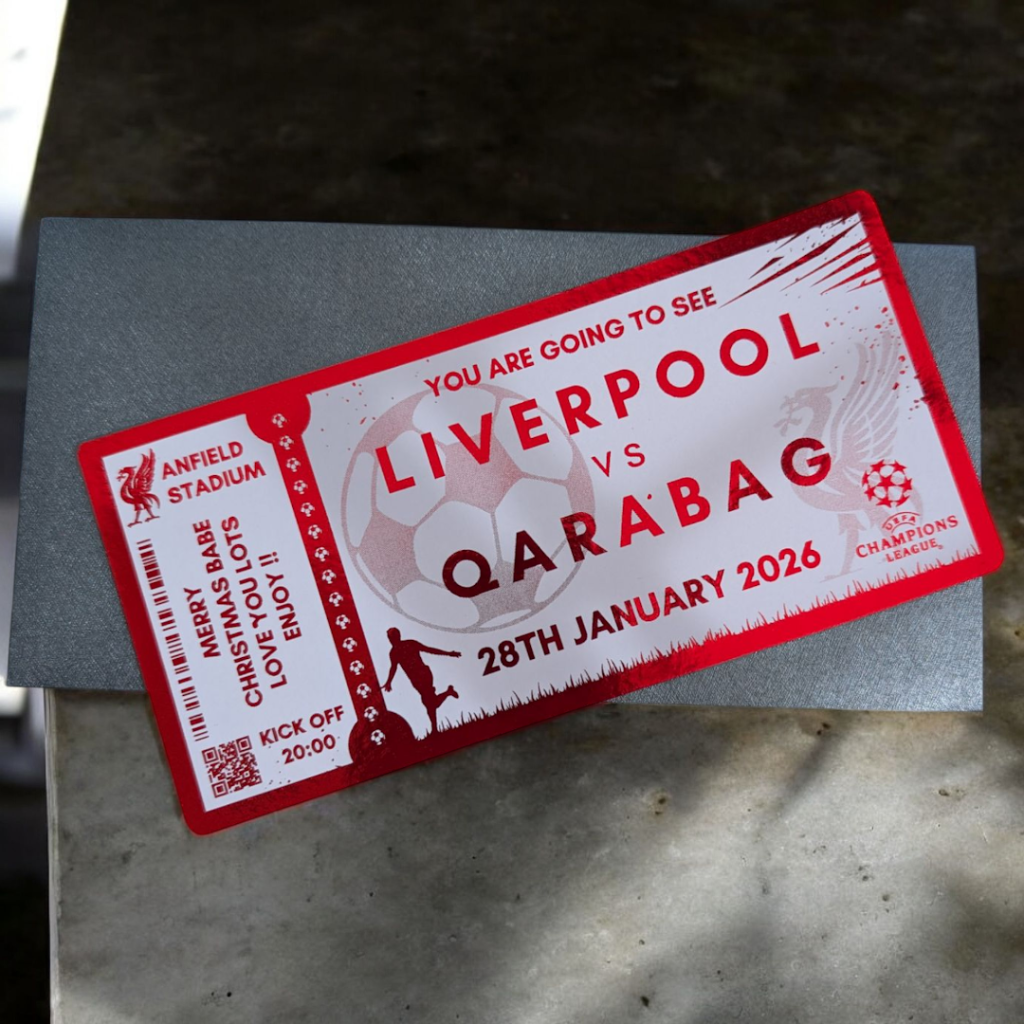 ANFIELD
STADIUM
MERRY
CHRISTMAS BABE
LOVE YOU LOTS
ENJOY !!
KICK OFF
20:00
YOU ARE GOING TO SEE
LIVERPOOL
VS
QARABAG
28TH JANUARY 2026
UEFA
CHAMPIONS
LEAGUE